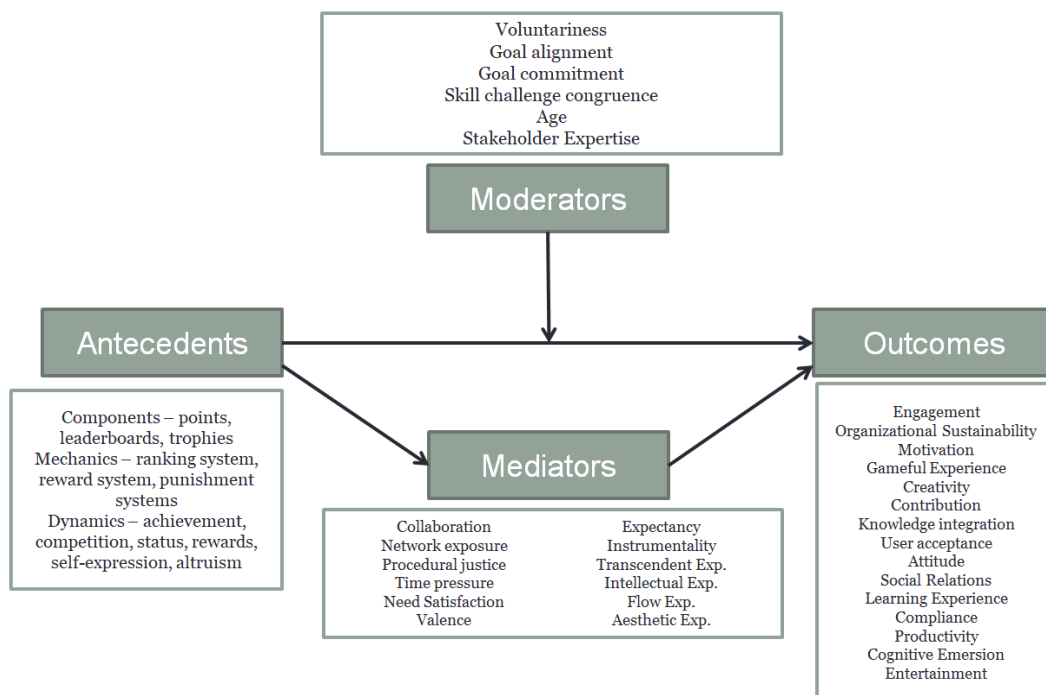 Voluntariness
Goal alignment
Goal commitment
Skill challenge congruence
Age
Stakeholder Expertise
Moderators
Antecedents
Outcomes
Components – points,
leaderboards, trophies
Mechanics – ranking system,
reward system, punishment
systems
Dynamics – achievement,
competition, status, rewards,
self-expression, altruism
Mediators
Collaboration
Network exposure
Procedural justice
Time pressure
Need Satisfaction
Valence
Expectancy
Instrumentality
Transcendent Exp.
Intellectual Exp.
Flow Exp.
Aesthetic Exp.
Engagement
Organizational Sustainability
Motivation
Gameful Experience
Creativity
Contribution
Knowledge integration
User acceptance
Attitude
Social Relations
Learning Experience
Compliance
Productivity
Cognitive Emersion
Entertainment